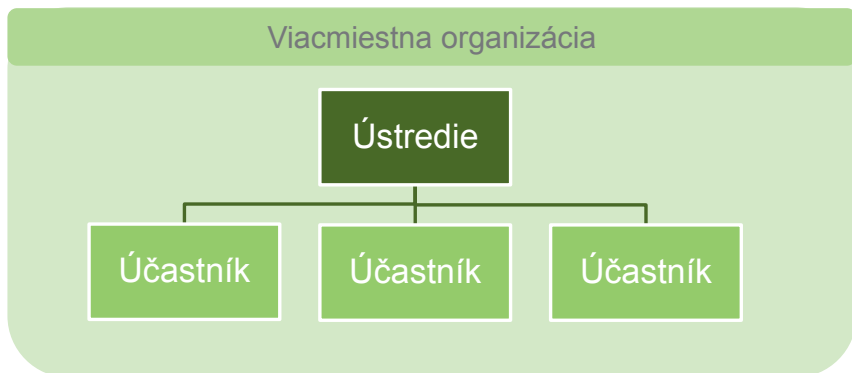 Viacmiestna organizácia
Ústredie
Účastník
Účastník
Účastník